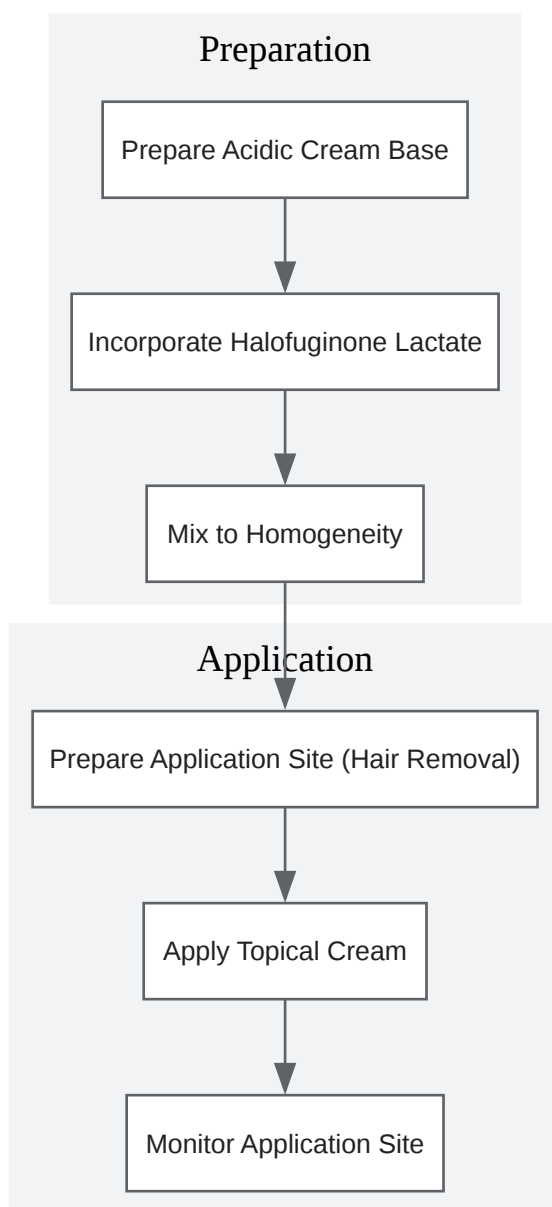 Preparation
Prepare Acidic Cream Base
Incorporate Halofuginone Lactate
Mix to Homogeneity
Application
Prepare Application Site (Hair Removal)
Apply Topical Cream
Monitor Application Site